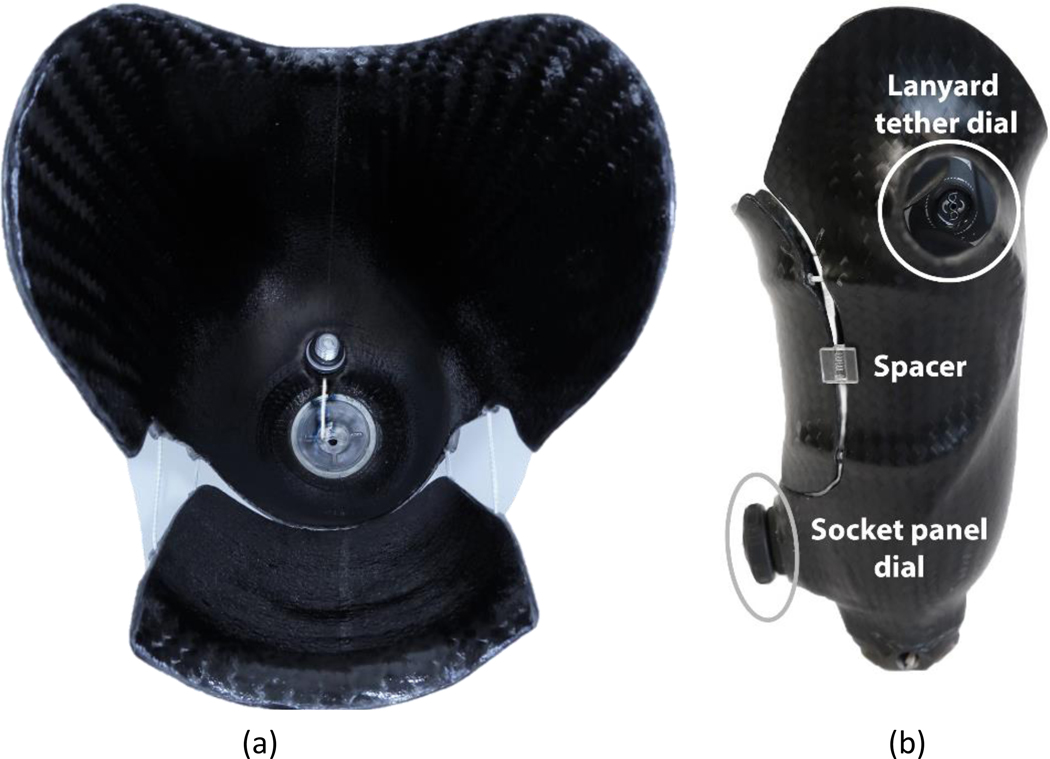 Lanyard
tether dial
Spacer
Socket panel
dial
(a)
(b)